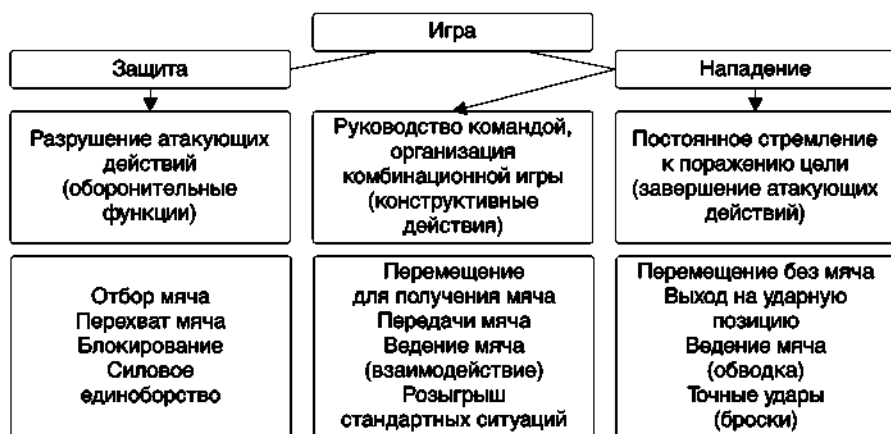 Игра
Защита
Нападение
Разрушение атакующих
действий
(оборонительные
функции)
Руководство командой,
организация
комбинационной игры
(конструктивные
действия)
Постоянное стремление
к поражению цели
(завершение атакующих
действий)
Отбор мяча
Перехват мяча
Блокирование
Силовое
единоборство
Перемещение
для получения мяча
Передачи мяча
Ведение мяча
(взаимодействие)
Розыгрыш
стандартных ситуаций
Перемещение без мяча
Выход на ударную
позицию
Ведение мяча
(обводка)
Точные удары
(броски)